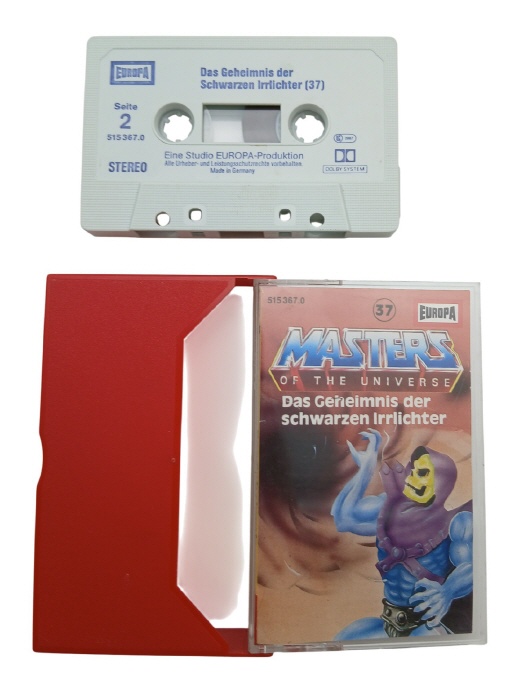 EUROPA
Das Geheimnis der
Schwarzen Irrlichter (37)
Seite
2
515367.0
STEREO
Eine Studio EUROPA-Produktion
Alle Urheber- und Leistungsschutzrechte vorbehalten
Made in Germany
DOLBY SYSTEM
515367.0
37
EUROPA
MASTERS
OF THE UNIVERSE
Das Geheimnis der
schwarzen Irrlichter